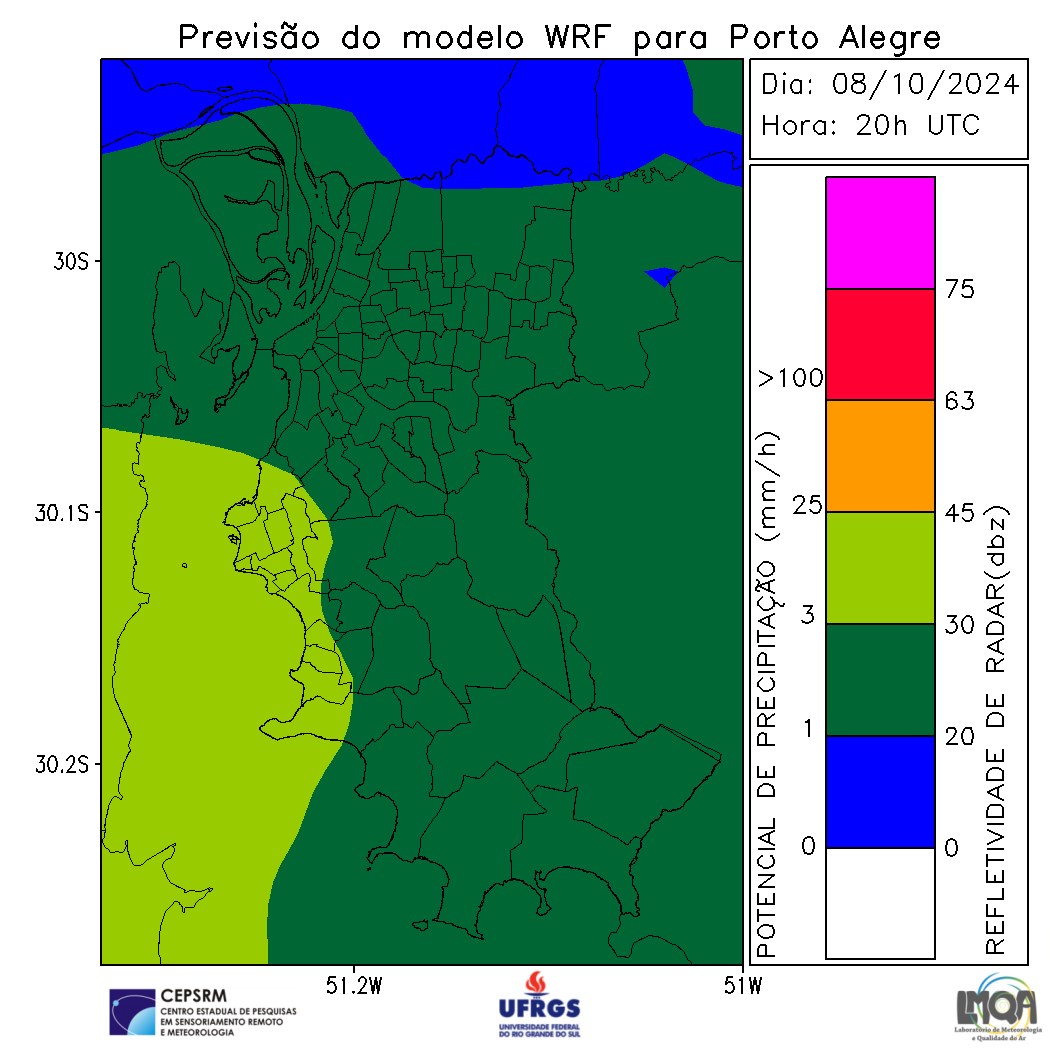 Previsão do modelo WRF para Porto Alegre
Dia: 08/10/2024
Hora: 20h UTC
30S
30.1S
30.2S
51.2W
51W
POTENCIAL DE PRECIPITAÇÃO (mm/h)
>100
25
3
1
0
75
63
45
30
20
0
REFLETIVIDADE DE RADAR(dbz)
CEPSRM
CENTRO ESTADUAL DE PESQUISAS
EM SENSORIAMENTO REMOTO
E METEOROLOGIA
UFRGS
UNIVERSIDADE FEDERAL
DO RIO GRANDE DO SUL
LMQA
Laboratório de Meteorologia
e Qualidade do Ar